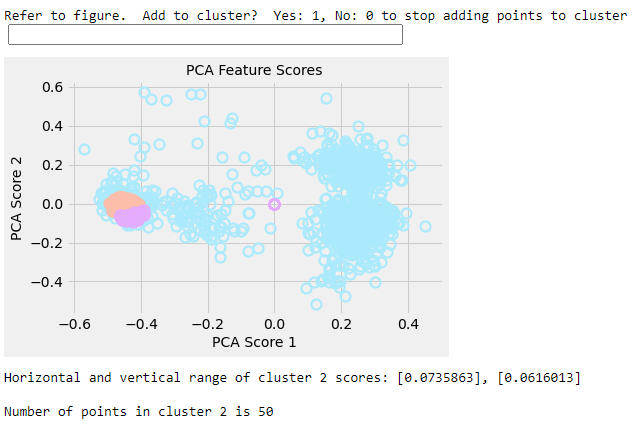 Refer to figure.  Add to cluster?  Yes: 1, No: 0 to stop adding points to cluster
PCA Feature Scores
0.6
0.4
0.2
0.0
−0.2
−0.4
PCA Score 2
−0.6 −0.4 −0.2 0.0 0.2 0.4
PCA Score 1
Horizontal and vertical range of cluster 2 scores: [0.0735863], [0.0616013]
Number of points in cluster 2 is 50